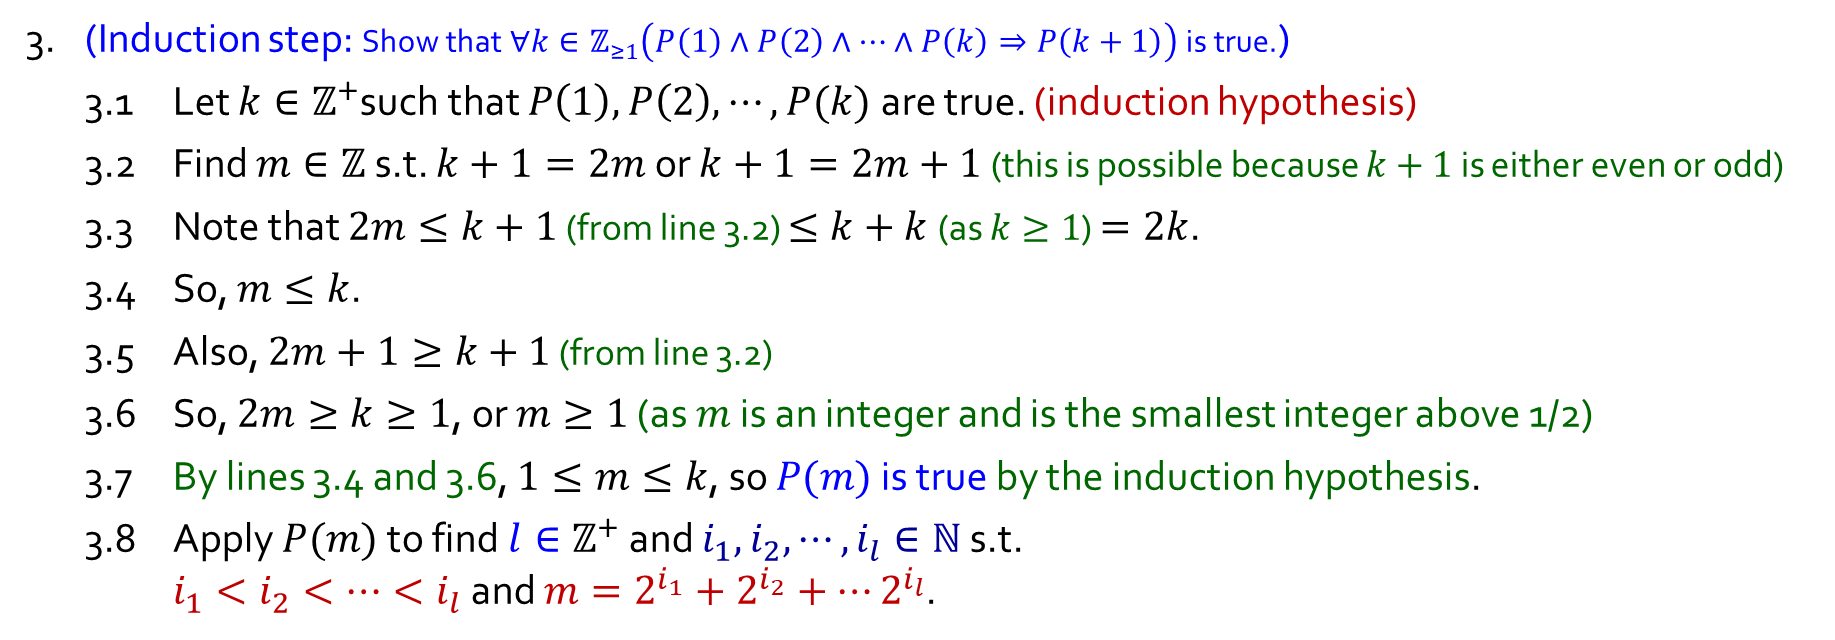 3. (Induction step: Show that ∀k ∈ ℤ≥1(P(1) ∧ P(2) ∧ ⋯ ∧ P(k) ⇒ P(k + 1)) is true.)
3.1 Let k ∈ ℤ⁺such that P(1), P(2), ⋯ , P(k) are true. (induction hypothesis)
3.2 Find m ∈ ℤ s.t. k + 1 = 2m or k + 1 = 2m + 1 (this is possible because k + 1 is either even or odd)
3.3 Note that 2m ≤ k + 1 (from line 3.2) ≤ k + k (as k ≥ 1) = 2k.
3.4 So, m ≤ k.
3.5 Also, 2m + 1 ≥ k + 1 (from line 3.2)
3.6 So, 2m ≥ k ≥ 1, or m ≥ 1 (as m is an integer and is the smallest integer above 1/2)
3.7 By lines 3.4 and 3.6, 1 ≤ m ≤ k, so P(m) is true by the induction hypothesis.
3.8 Apply P(m) to find l ∈ ℤ⁺ and i₁, i₂, ⋯ , i_l ∈ ℕ s.t.
i₁ < i₂ < ⋯ < i_l and m = 2^{i₁} + 2^{i₂} + ⋯ 2^{i_l}.